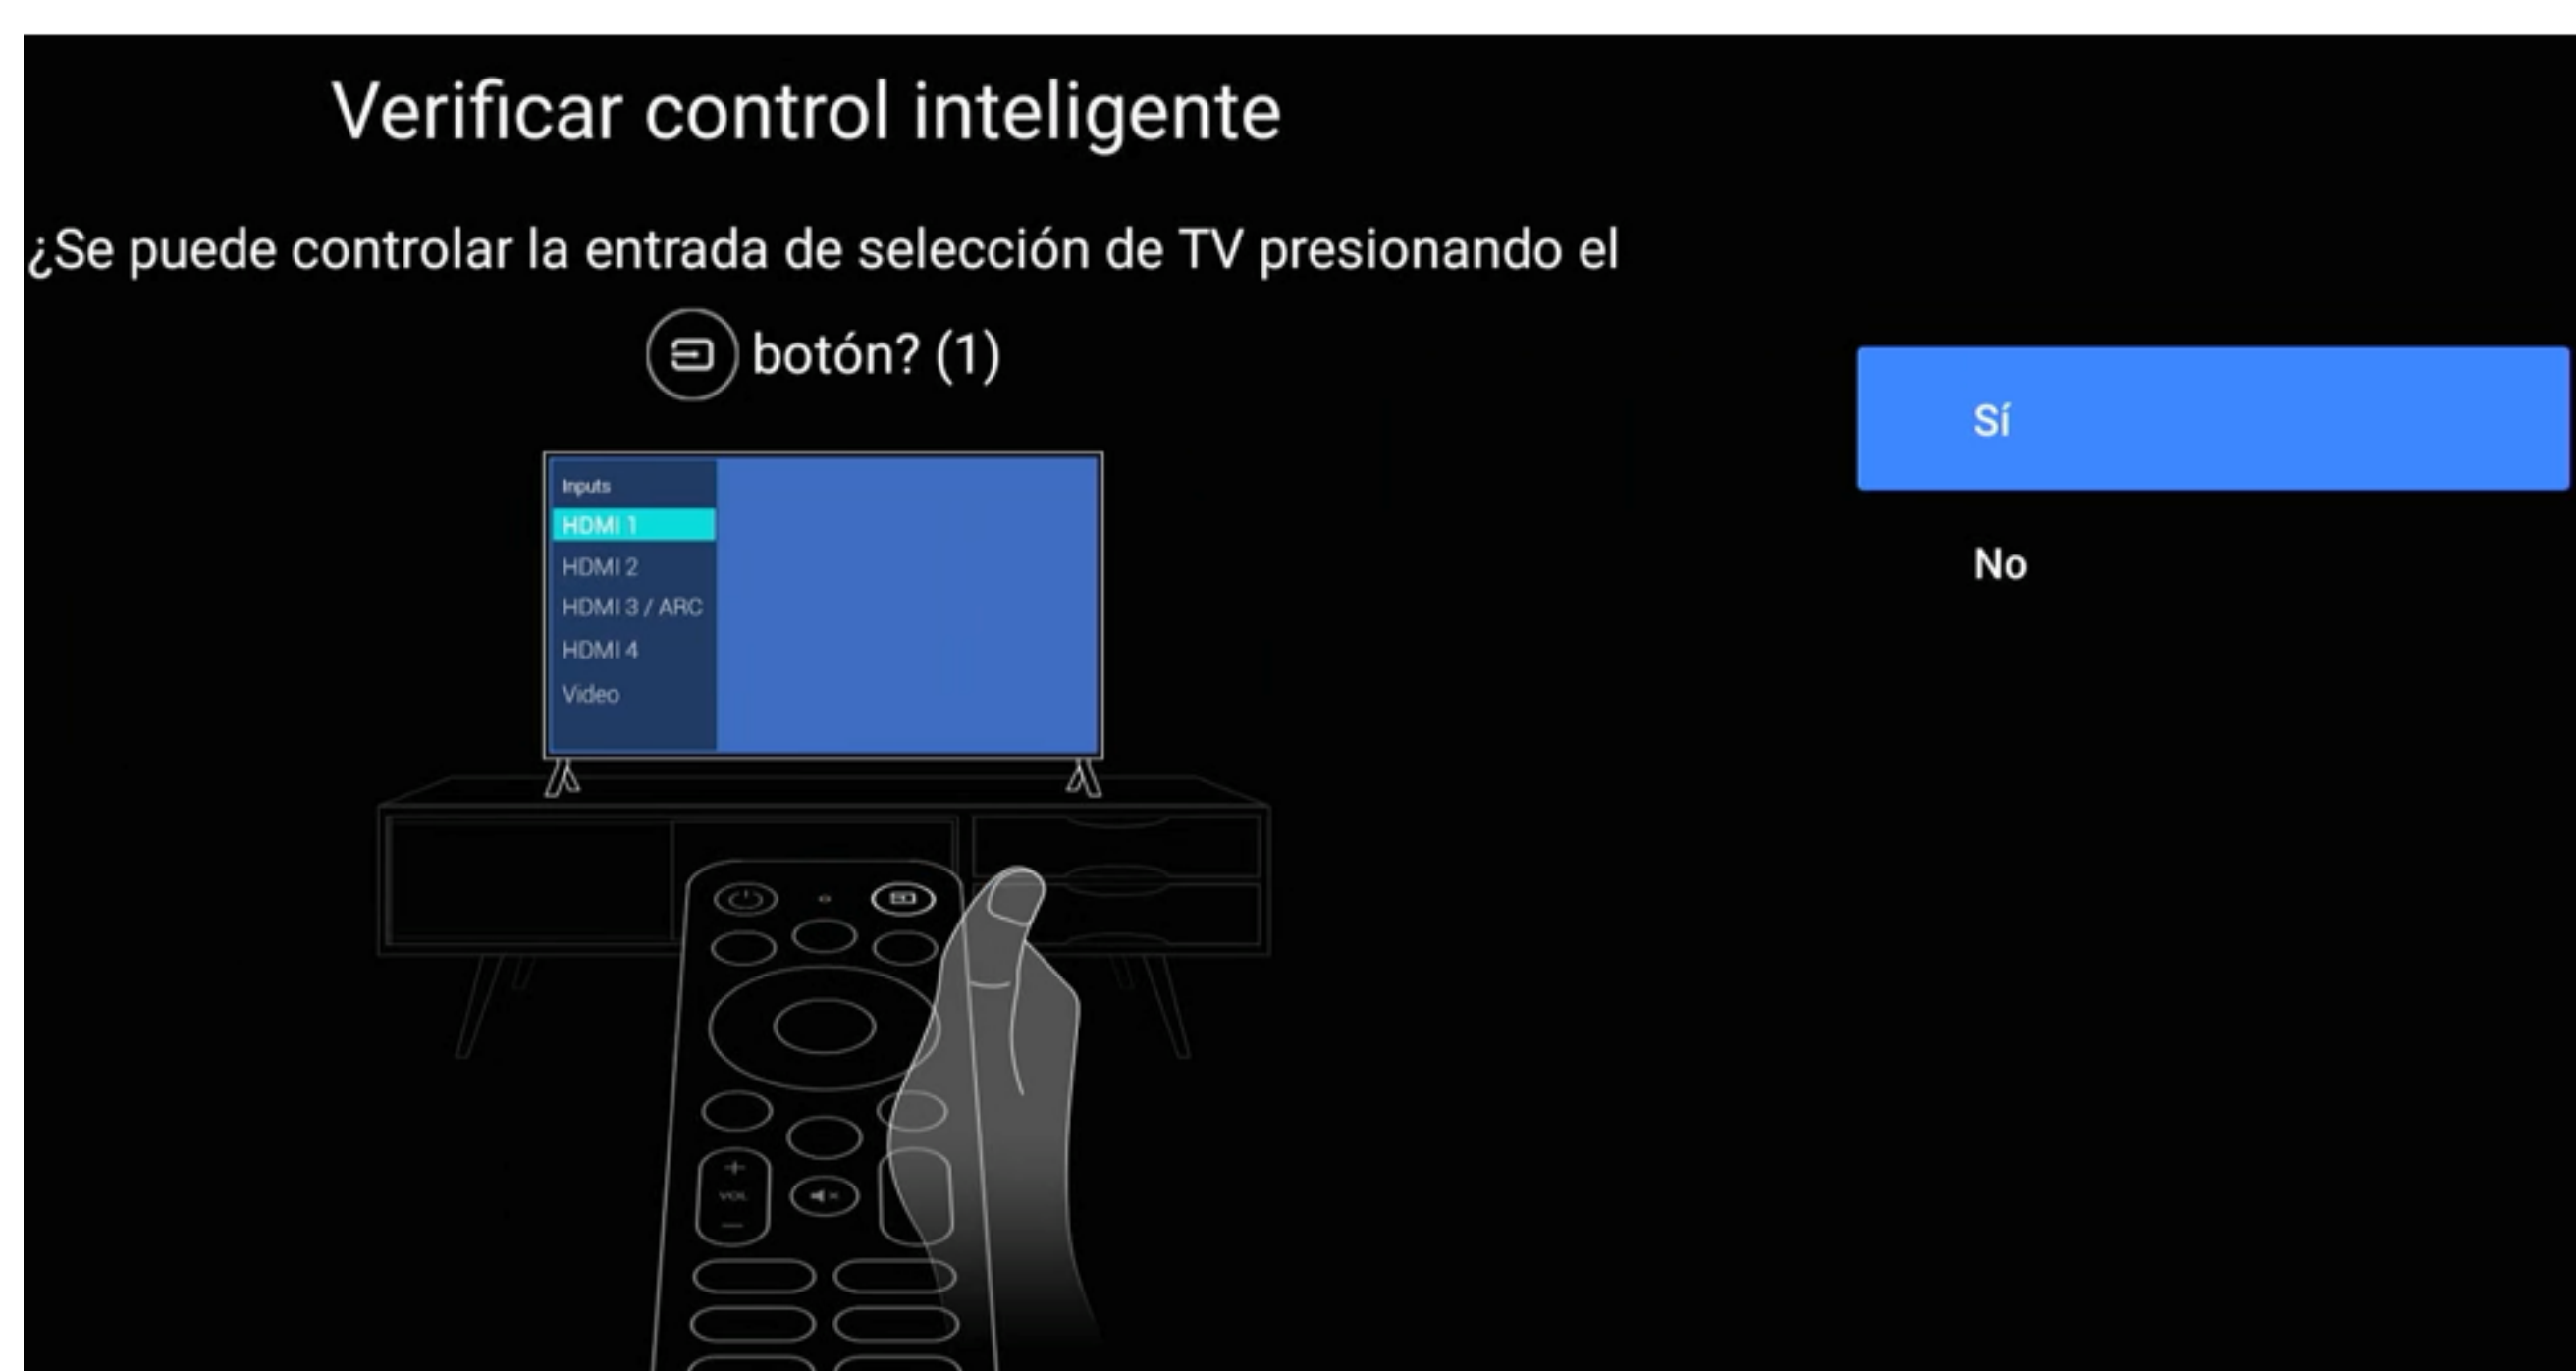 Verificar control inteligente
¿Se puede controlar la entrada de selección de TV presionando el
botón? (1)
Sí
No
Inputs
HDMI 1
HDMI 2
HDMI 3 / ARC
HDMI 4
Video
VOL